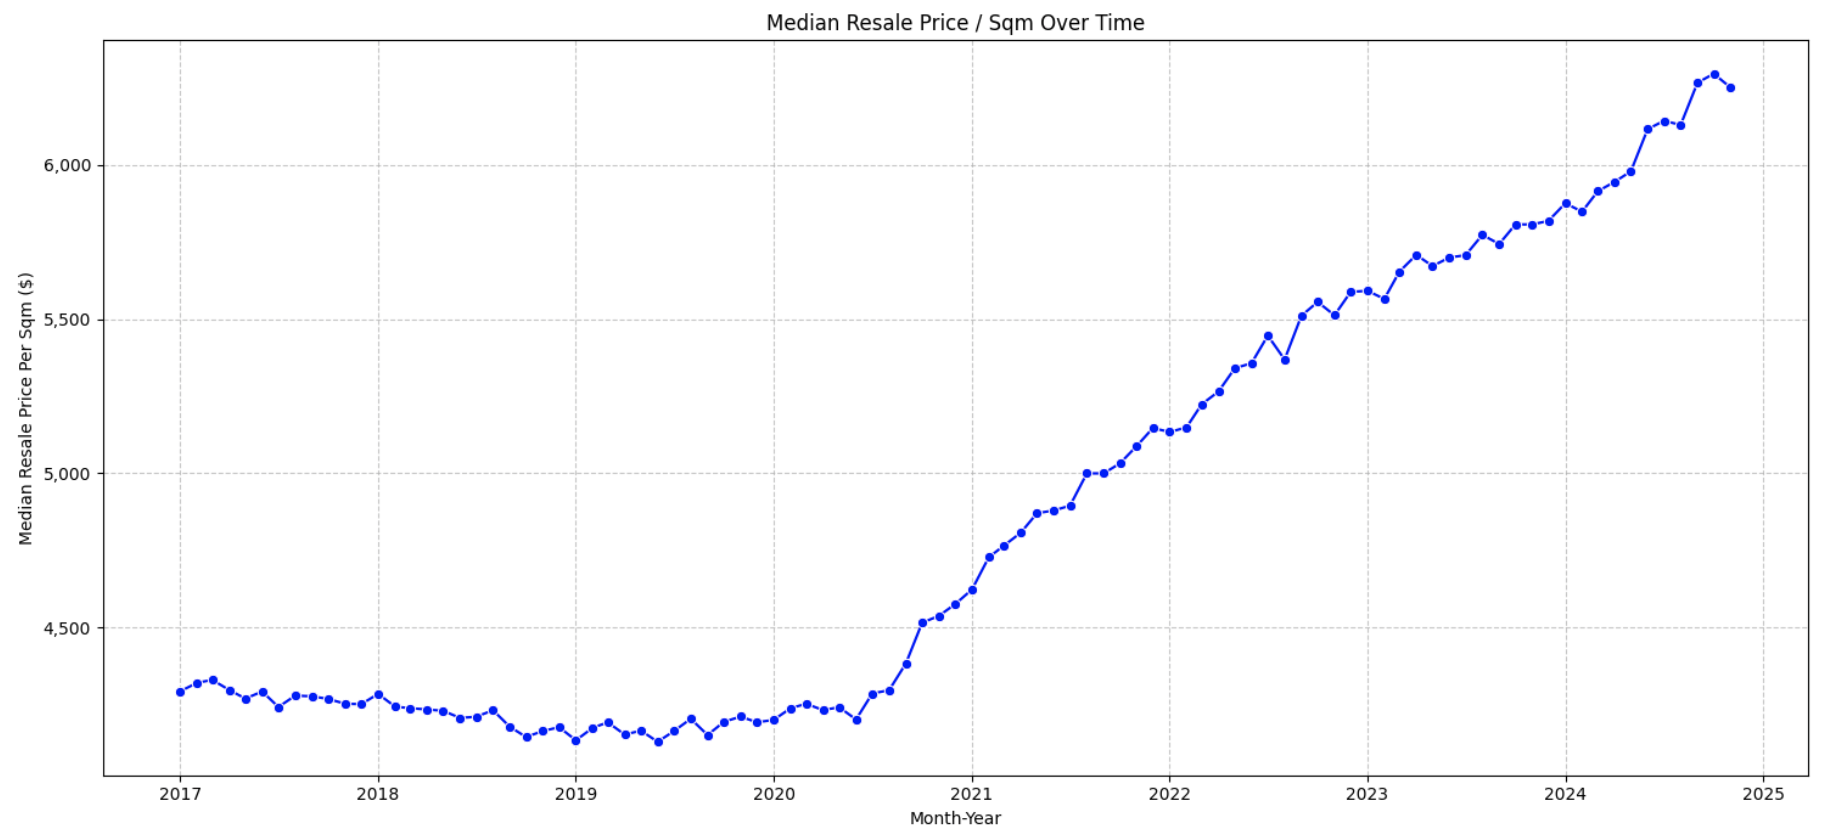 Median Resale Price / Sqm Over Time
Median Resale Price Per Sqm ($)
6,000
5,500
5,000
4,500
2017 2018 2019 2020 2021 2022 2023 2024 2025
Month-Year